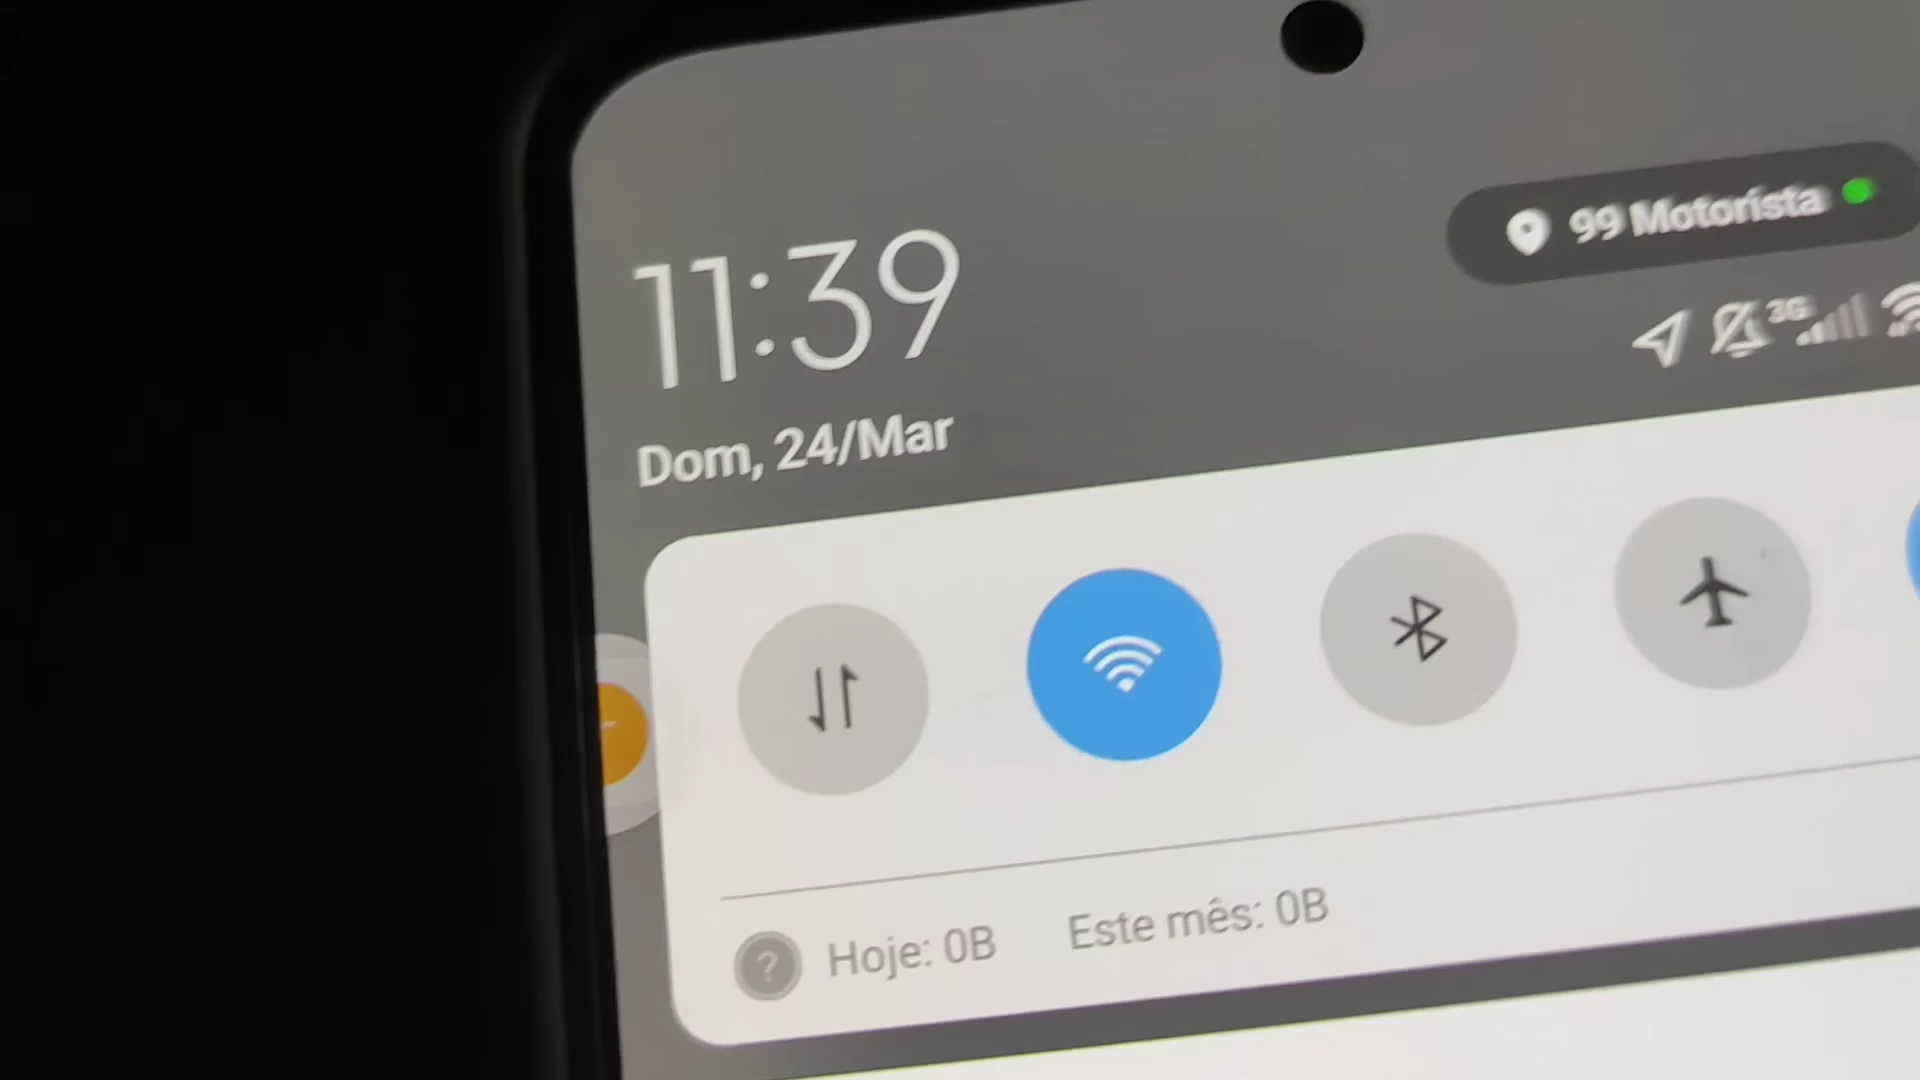 99 Motorista
11:39
3G
Dom, 24/Mar
Hoje: 0B Este mês: 0B